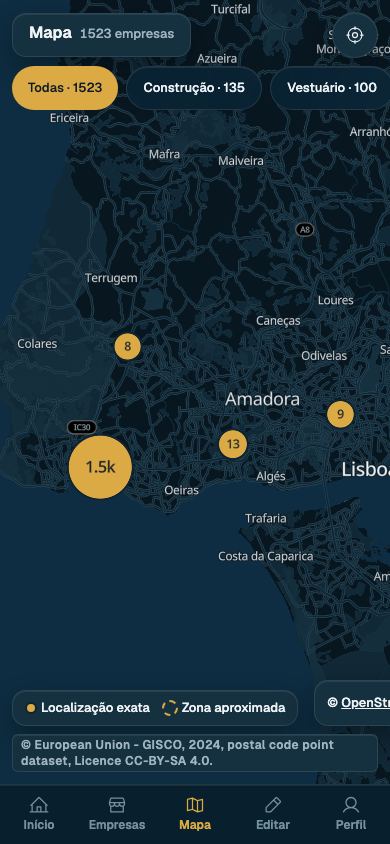 Turcifal
Mapa 1523 empresas
Azueira
Todas · 1523
Construção · 135
Vestuário · 100
Ericeira
Mafra
Malveira
A8
Terrugem
Loures
Caneças
Colares
8
Odivelas
Amadora
9
IC30
13
1.5k
Algés
Oeiras
Trafaria
Costa da Caparica
Localização exata
Zona aproximada
© European Union - GISCO, 2024, postal code point
dataset, Licence CC-BY-SA 4.0.
Início
Empresas
Mapa
Editar
Perfil